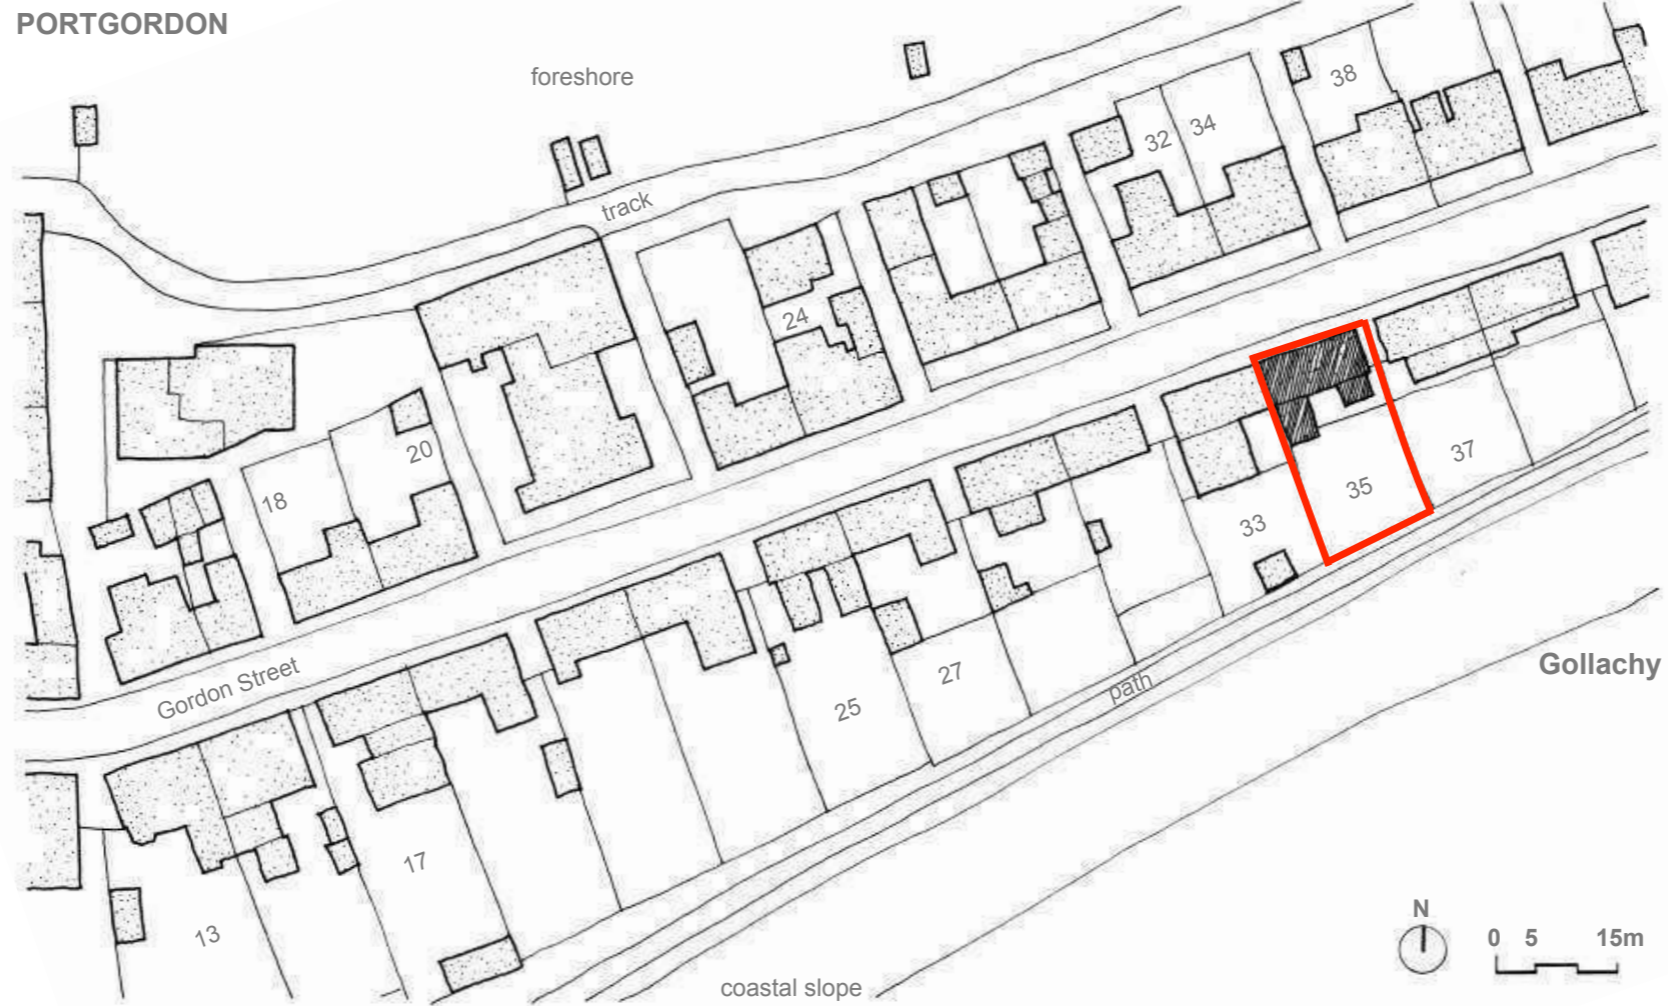 PORTGORDON
foreshore
38
32
34
track
24
20
18
37
35
33
Gordon Street
Gollachy
path
27
25
17
13
N
0 5 15m
coastal slope